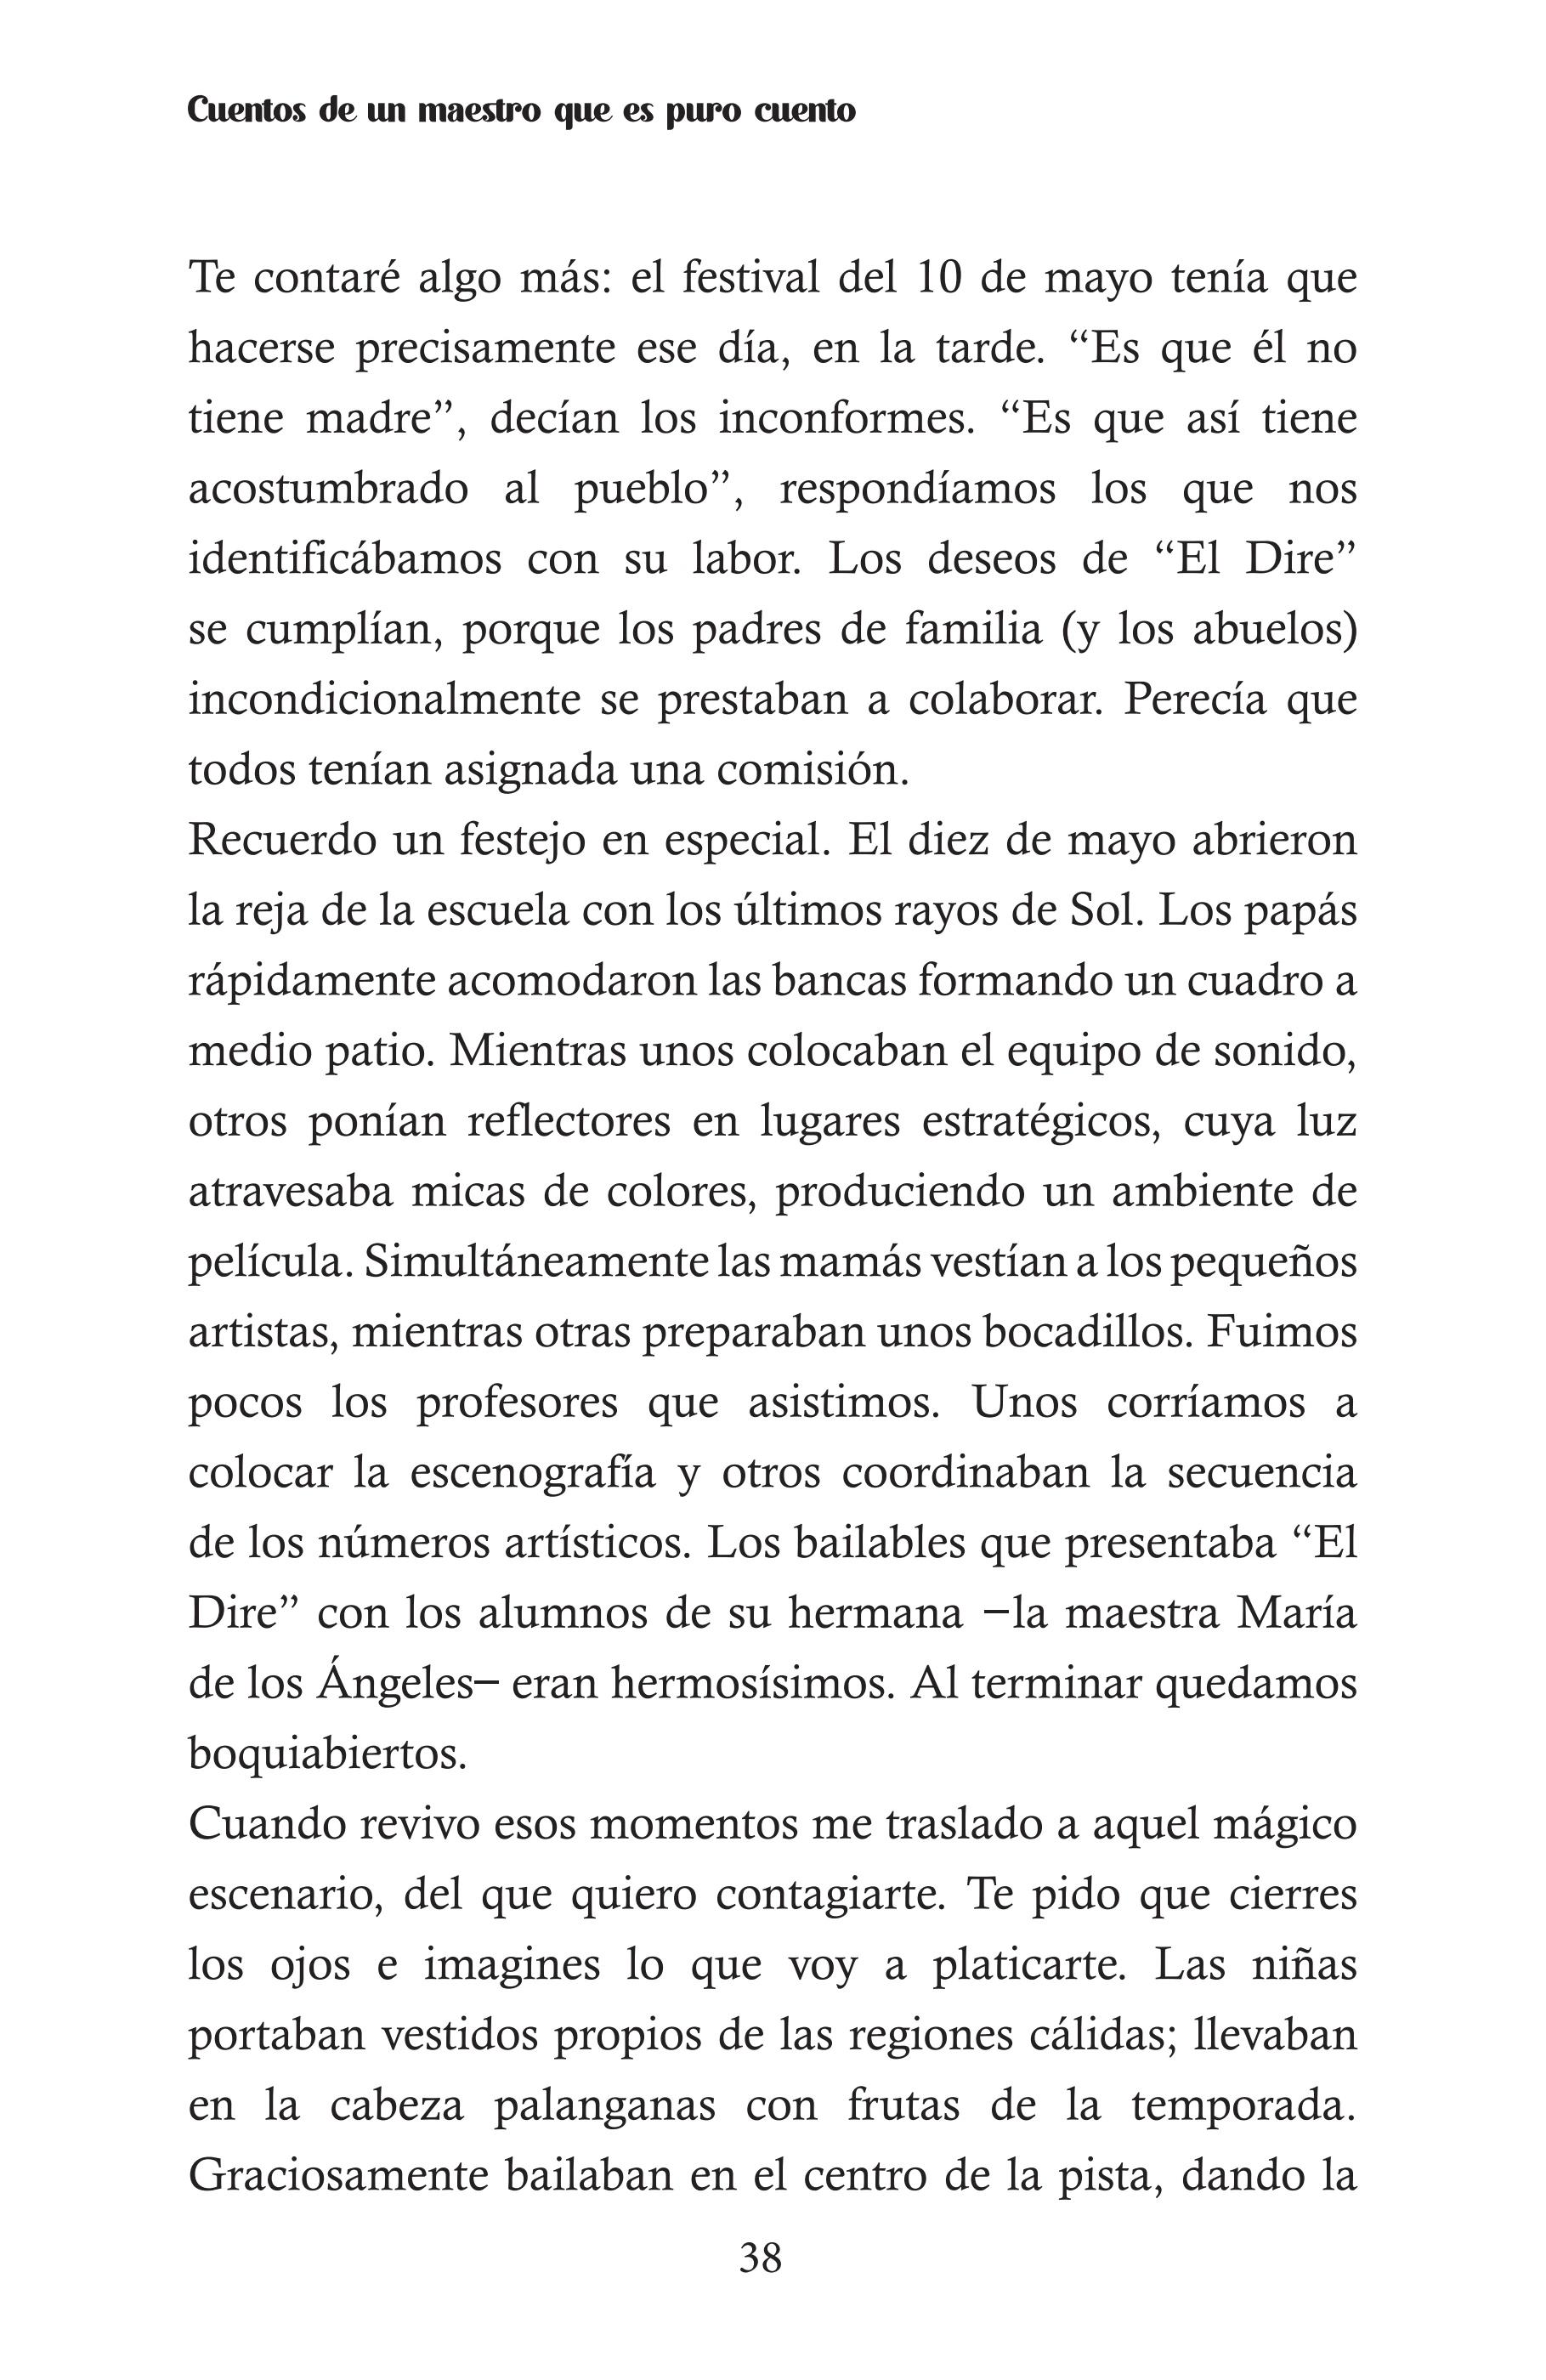 Cuentos de un maestro que es puro cuento
Te contaré algo más: el festival del 10 de mayo tenía que
hacerse precisamente ese día, en la tarde. “Es que él no
tiene madre”, decían los inconformes. “Es que así tiene
acostumbrado al pueblo”, respondíamos los que nos
identificábamos con su labor. Los deseos de “El Dire”
se cumplían, porque los padres de familia (y los abuelos)
incondicionalmente se prestaban a colaborar. Perecía que
todos tenían asignada una comisión.
Recuerdo un festejo en especial. El diez de mayo abrieron
la reja de la escuela con los últimos rayos de Sol. Los papás
rápidamente acomodaron las bancas formando un cuadro a
medio patio. Mientras unos colocaban el equipo de sonido,
otros ponían reflectores en lugares estratégicos, cuya luz
atravesaba micas de colores, produciendo un ambiente de
película. Simultáneamente las mamás vestían a los pequeños
artistas, mientras otras preparaban unos bocadillos. Fuimos
pocos los profesores que asistimos. Unos corríamos a
colocar la escenografía y otros coordinaban la secuencia
de los números artísticos. Los bailables que presentaba “El
Dire” con los alumnos de su hermana –la maestra María
de los Ángeles– eran hermosísimos. Al terminar quedamos
boquiabiertos.
Cuando revivo esos momentos me traslado a aquel mágico
escenario, del que quiero contagiarte. Te pido que cierres
los ojos e imagines lo que voy a platicarte. Las niñas
portaban vestidos propios de las regiones cálidas; llevaban
en la cabeza palanganas con frutas de la temporada.
Graciosamente bailaban en el centro de la pista, dando la
38